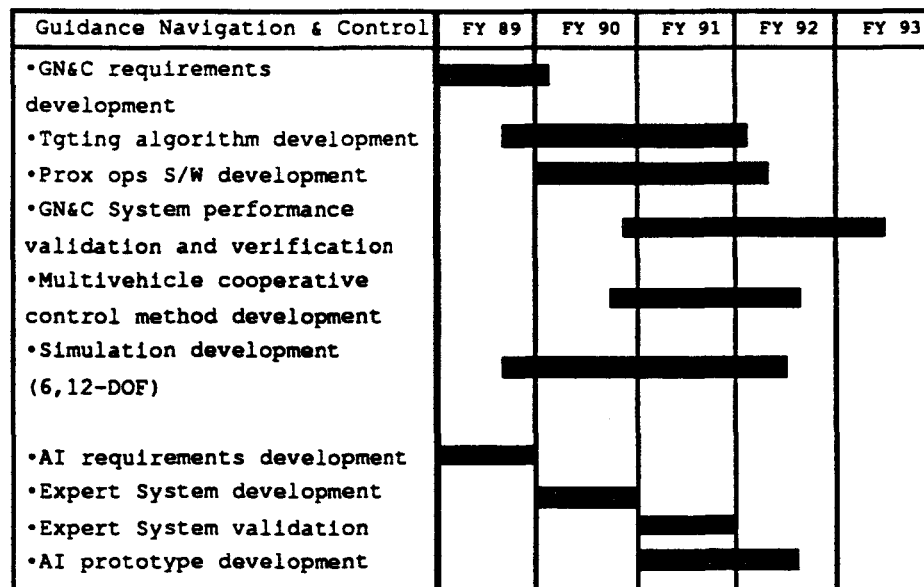 Guidance Navigation & Control FY 89 FY 90 FY 91 FY 92 FY 93
•GN&C requirements
development
•Tgting algorithm development
•Prox ops S/W development
•GN&C System performance
validation and verification
•Multivehicle cooperative
control method development
•Simulation development
(6,12-DOF)
•AI requirements development
•Expert System development
•Expert System validation
•AI prototype development